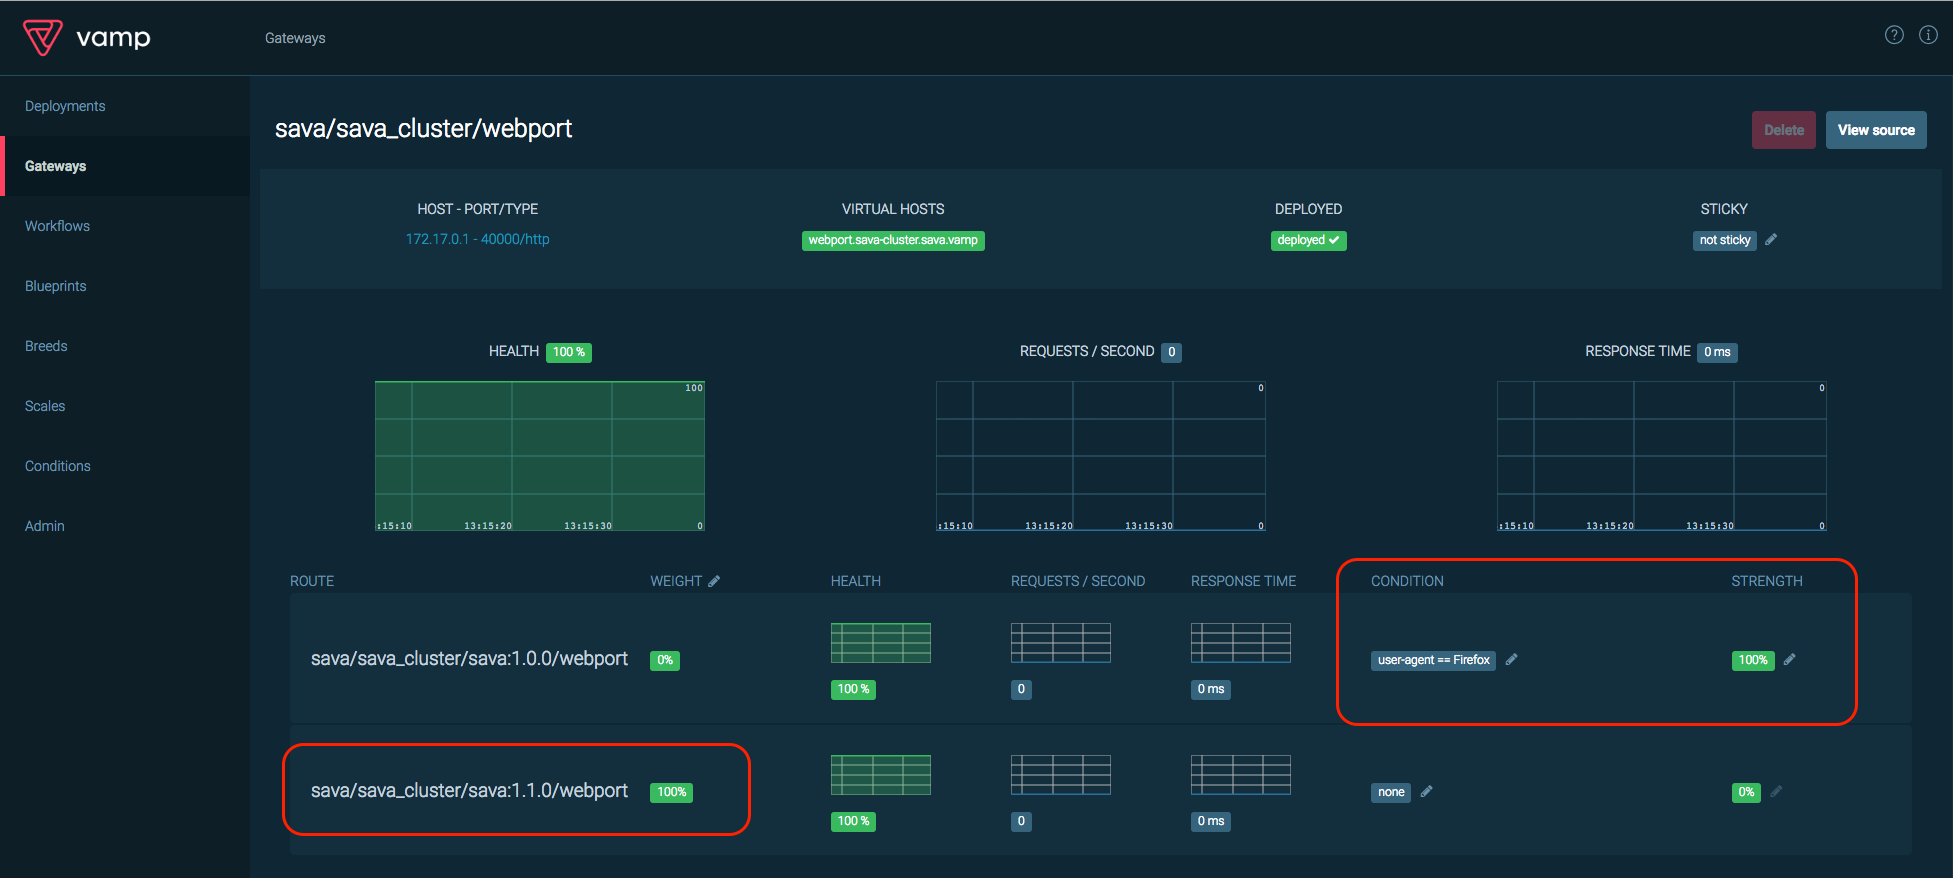 vamp
Gateways
Deployments
Gateways
Workflows
Blueprints
Breeds
Scales
Conditions
Admin
sava/sava_cluster/webport
Delete
View source
HOST - PORT/TYPE
VIRTUAL HOSTS
DEPLOYED
STICKY
172.17.0.1 - 40000/http
webport.sava-cluster.sava.vamp
deployed
not sticky
HEALTH 100 %
REQUESTS / SECOND 0
RESPONSE TIME 0 ms
100
:15:10 13:15:20 13:15:30 0
0
:15:10 13:15:20 13:15:30 0
0
:15:10 13:15:20 13:15:30 0
ROUTE WEIGHT HEALTH REQUESTS / SECOND RESPONSE TIME CONDITION STRENGTH
sava/sava_cluster/sava:1.0.0/webport 0% user-agent == Firefox 100%
100 % 0 0 ms
sava/sava_cluster/sava:1.1.0/webport 100% none 0%
100 % 0 0 ms